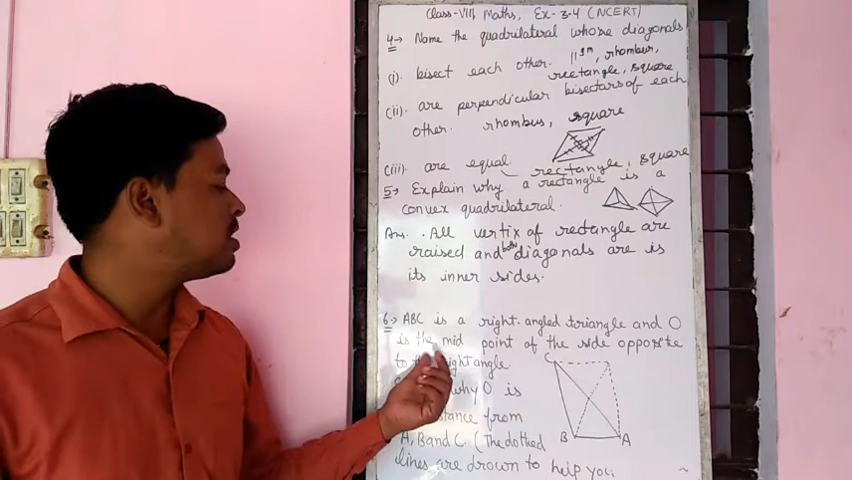 Class-VIII Maths, Ex-3.4 (NCERT)
4→ Name the quadrilateral whose diagonals
(i). bisect each other. ||gm, rhombus,
rectangle, square
(ii). are perpendicular bisectors of each
other. rhombus, square
(iii). are equal rectangle, square
5→ Explain why a rectangle is a
convex quadrilateral.
Ans. . All vertix of rectangle are
raised and both diagonals are is
its inner sides.
6→ ABC is a right-angled triangle and O
is the mid point of the side opposite
to the right angle
why O is
from
A, B and C. (The dotted
lines are drown to help you.
C
B A